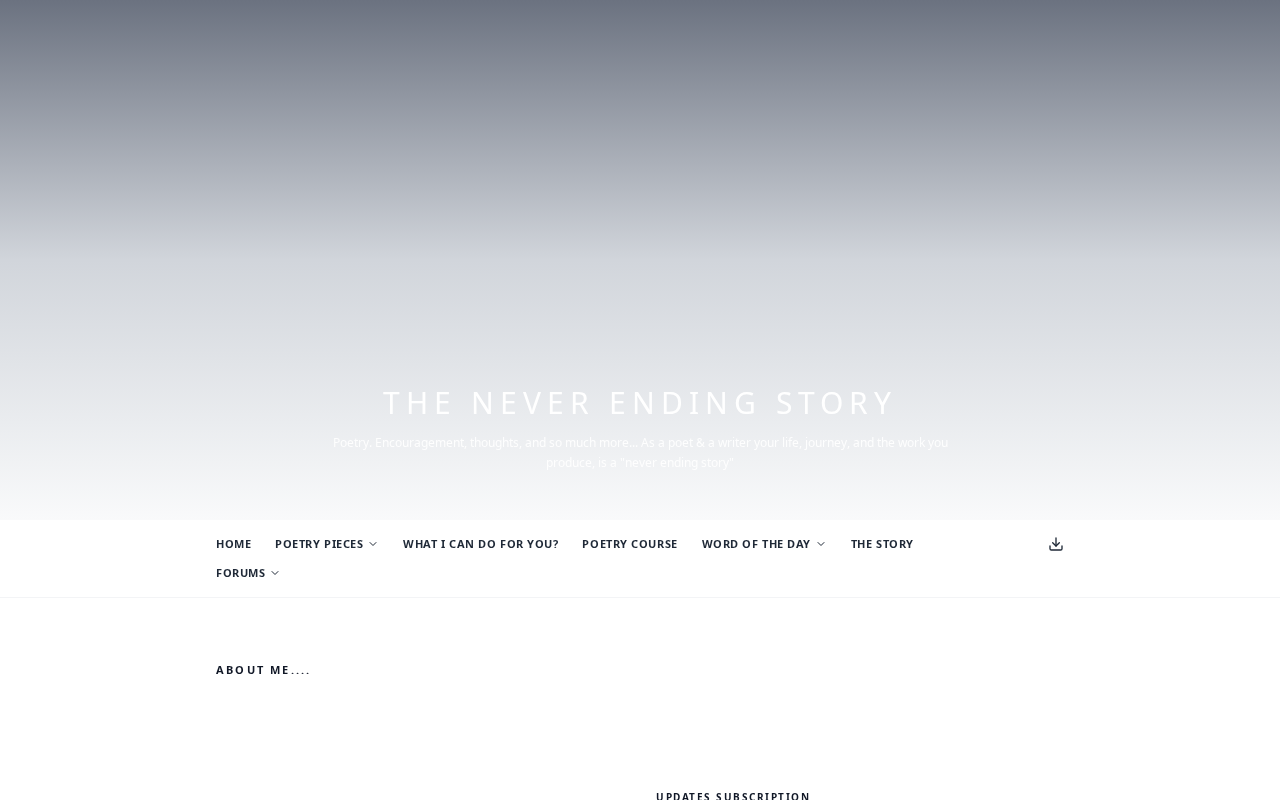 THE NEVER ENDING STORY
Poetry. Encouragement, thoughts, and so much more... As a poet & a writer your life, journey, and the work you
produce, is a "never ending story"
HOME POETRY PIECES WHAT I CAN DO FOR YOU? POETRY COURSE WORD OF THE DAY THE STORY
FORUMS
ABOUT ME....
UPDATES SUBSCRIPTION